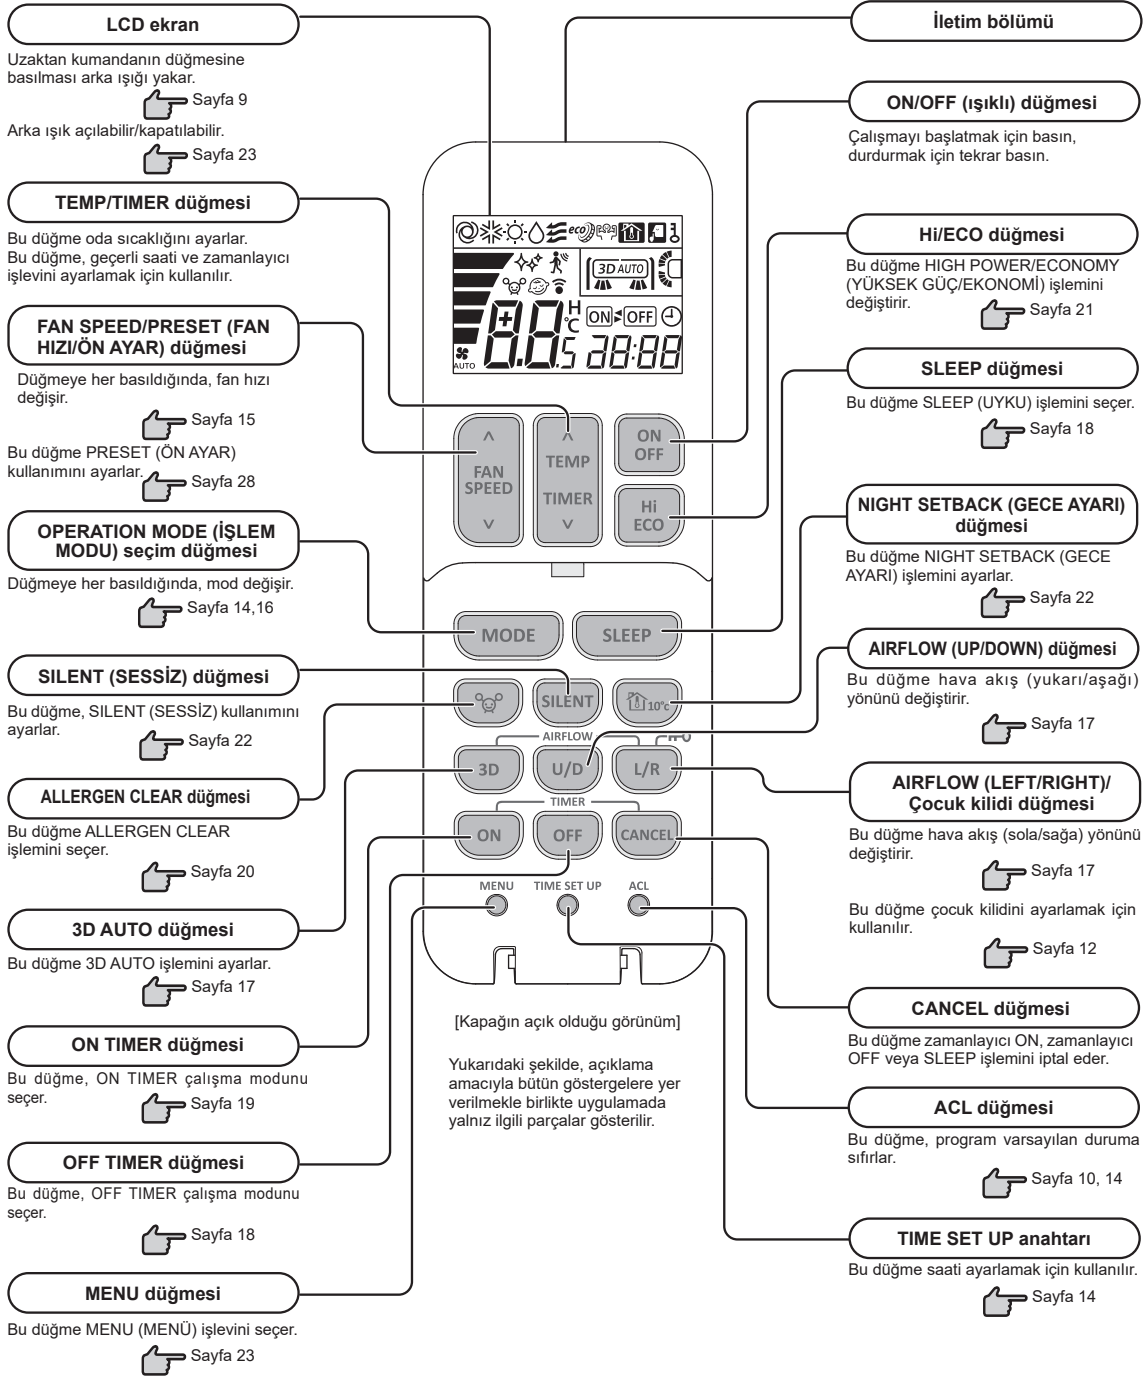 LCD ekran
Uzaktan kumandanın düğmesine
basılması arka ışığı yakar.
Sayfa 9
Arka ışık açılabilir/kapatılabilir.
Sayfa 23
TEMP/TIMER düğmesi
Bu düğme oda sıcaklığını ayarlar.
Bu düğme, geçerli saati ve zamanlayıcı
işlevini ayarlamak için kullanılır.
FAN SPEED/PRESET (FAN
HIZI/ÖN AYAR) düğmesi
Düğmeye her basıldığında, fan hızı
değişir.
Sayfa 15
Bu düğme PRESET (ÖN AYAR)
kullanımını ayarlar.
Sayfa 28
OPERATION MODE (İŞLEM
MODU) seçim düğmesi
Düğmeye her basıldığında, mod değişir.
Sayfa 14,16
SILENT (SESSİZ) düğmesi
Bu düğme, SILENT (SESSİZ) kullanımını
ayarlar.
Sayfa 22
ALLERGEN CLEAR düğmesi
Bu düğme ALLERGEN CLEAR
işlemini seçer.
Sayfa 20
3D AUTO düğmesi
Bu düğme 3D AUTO işlemini ayarlar.
Sayfa 17
ON TIMER düğmesi
Bu düğme, ON TIMER çalışma modunu
seçer.
Sayfa 19
OFF TIMER düğmesi
Bu düğme, OFF TIMER çalışma modunu
seçer.
Sayfa 18
MENU düğmesi
Bu düğme MENU (MENÜ) işlevini seçer.
Sayfa 23
eco
3D AUTO
H
°C
ON OFF
AUTO
8.8.5 28:88
FAN
SPEED
TEMP
TIMER
ON
OFF
Hi
ECO
MODE
SLEEP
SILENT
10°C
AIRFLOW
3D
U/D
L/R
TIMER
ON
OFF
CANCEL
MENU
TIME SET UP
ACL
[Kapağın açık olduğu görünüm]
Yukarıdaki şekilde, açıklama
amacıyla bütün göstergelere yer
verilmekle birlikte uygulamada
yalnız ilgili parçalar gösterilir.
İletim bölümü
ON/OFF (ışıklı) düğmesi
Çalışmayı başlatmak için basın,
durdurmak için tekrar basın.
Hi/ECO düğmesi
Bu düğme HIGH POWER/ECONOMY
(YÜKSEK GÜÇ/EKONOMİ) işlemini
değiştirir.
Sayfa 21
SLEEP düğmesi
Bu düğme SLEEP (UYKU) işlemini seçer.
Sayfa 18
NIGHT SETBACK (GECE AYARI)
düğmesi
Bu düğme NIGHT SETBACK (GECE
AYARI) işlemini ayarlar.
Sayfa 22
AIRFLOW (UP/DOWN) düğmesi
Bu düğme hava akış (yukarı/aşağı)
yönünü değiştirir.
Sayfa 17
AIRFLOW (LEFT/RIGHT)/
Çocuk kilidi düğmesi
Bu düğme hava akış (sola/sağa) yönünü
değiştirir.
Sayfa 17
Bu düğme çocuk kilidini ayarlamak için
kullanılır.
Sayfa 12
CANCEL düğmesi
Bu düğme zamanlayıcı ON, zamanlayıcı
OFF veya SLEEP işlemini iptal eder.
ACL düğmesi
Bu düğme, program varsayılan duruma
sıfırlar.
Sayfa 10, 14
TIME SET UP anahtarı
Bu düğme saati ayarlamak için kullanılır.
Sayfa 14